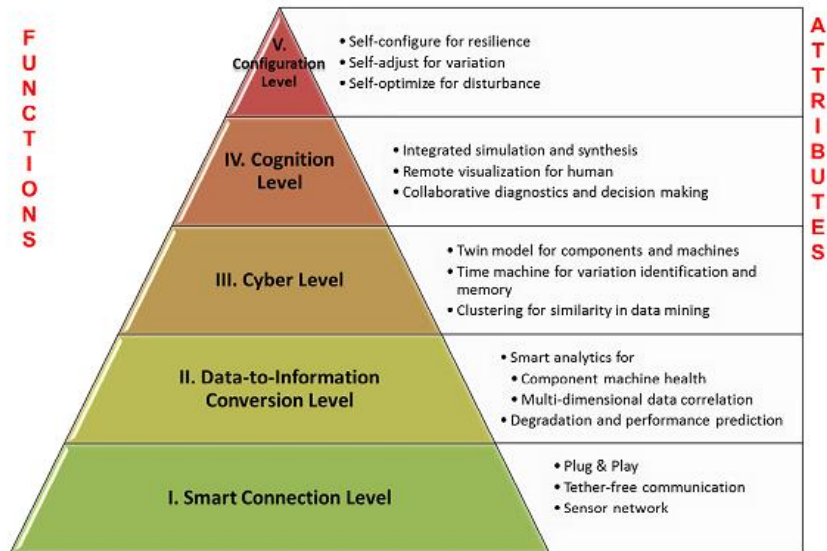 FUNCTIONS
ATTRIBUTES
V.
Configuration
Level
• Self-configure for resilience
• Self-adjust for variation
• Self-optimize for disturbance
IV. Cognition
Level
• Integrated simulation and synthesis
• Remote visualization for human
• Collaborative diagnostics and decision making
III. Cyber Level
• Twin model for components and machines
• Time machine for variation identification and
memory
• Clustering for similarity in data mining
II. Data-to-Information
Conversion Level
• Smart analytics for
• Component machine health
• Multi-dimensional data correlation
• Degradation and performance prediction
I. Smart Connection Level
• Plug & Play
• Tether-free communication
• Sensor network